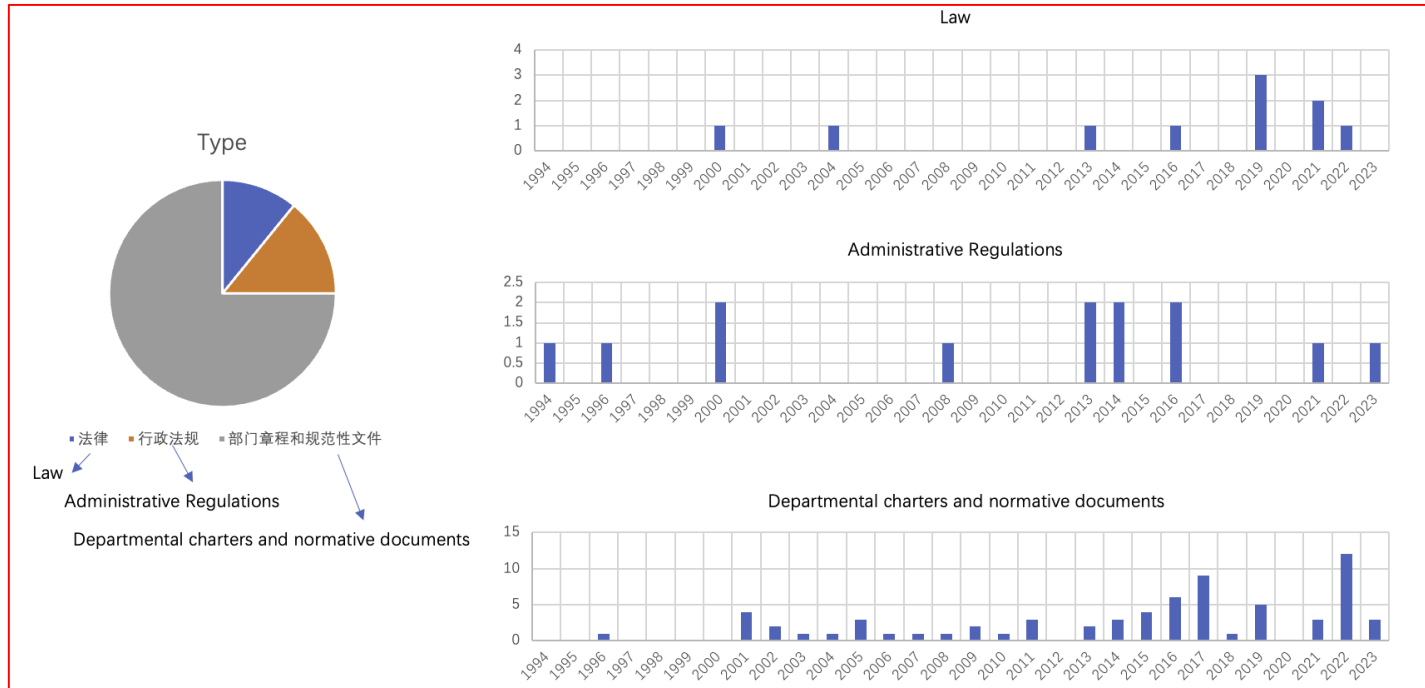 Type
法律 行政法规 部门章程和规范性文件
Law
Administrative Regulations
Departmental charters and normative documents
Law
4
3
2
1
0
1994 1995 1996 1997 1998 1999 2000 2001 2002 2003 2004 2005 2006 2007 2008 2009 2010 2011 2012 2013 2014 2015 2016 2017 2018 2019 2020 2021 2022 2023
Administrative Regulations
2.5
2
1.5
1
0.5
0
1994 1995 1996 1997 1998 1999 2000 2001 2002 2003 2004 2005 2006 2007 2008 2009 2010 2011 2012 2013 2014 2015 2016 2017 2018 2019 2020 2021 2022 2023
Departmental charters and normative documents
15
10
5
0
1994 1995 1996 1997 1998 1999 2000 2001 2002 2003 2004 2005 2006 2007 2008 2009 2010 2011 2012 2013 2014 2015 2016 2017 2018 2019 2020 2021 2022 2023